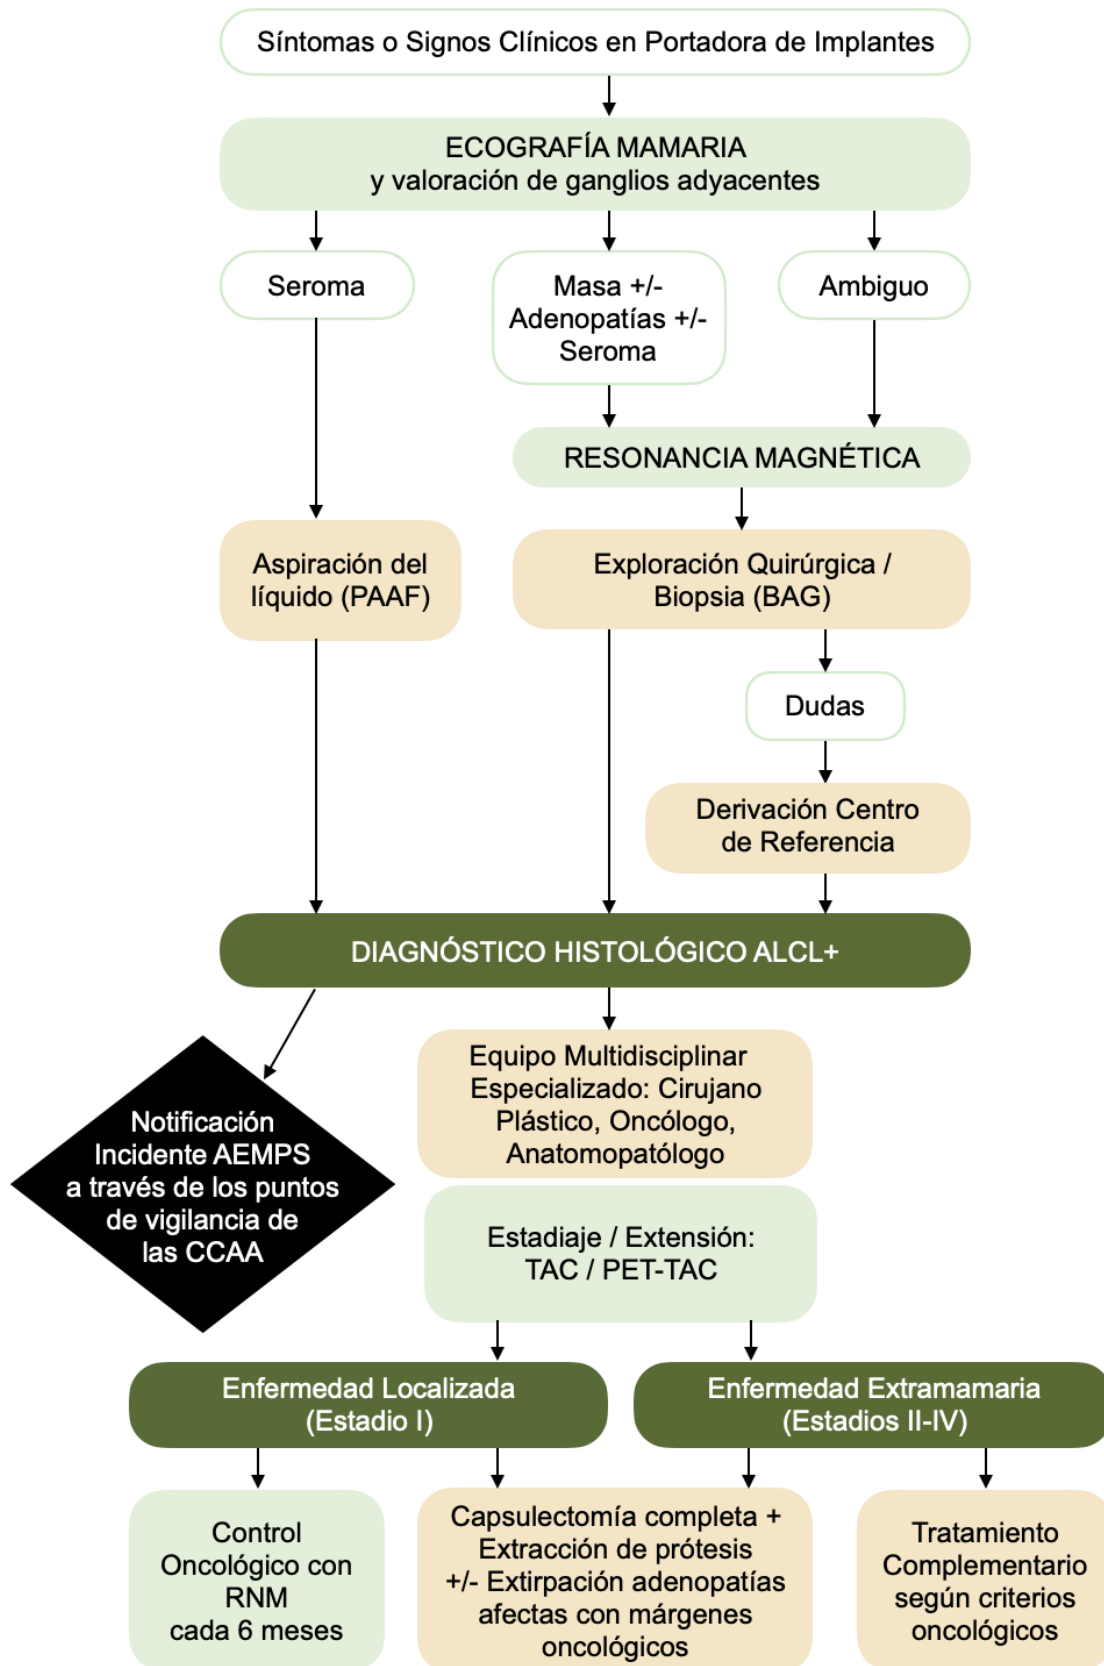 Síntomas o Signos Clínicos en Portadora de Implantes
ECOGRAFÍA MAMARIA
y valoración de ganglios adyacentes
Seroma
Masa +/-
Adenopatías +/-
Seroma
Ambiguo
RESONANCIA MAGNÉTICA
Aspiración del
líquido (PAAF)
Exploración Quirúrgica /
Biopsia (BAG)
Dudas
Derivación Centro
de Referencia
DIAGNÓSTICO HISTOLÓGICO ALCL+
Notificación
Incidente AEMPS
a través de los puntos
de vigilancia de
las CCAA
Equipo Multidisciplinar
Especializado: Cirujano
Plástico, Oncólogo,
Anatomopatólogo
Estadiaje / Extensión:
TAC / PET-TAC
Enfermedad Localizada
(Estadio I)
Enfermedad Extramamaria
(Estadios II-IV)
Control
Oncológico con
RNM
cada 6 meses
Capsulectomía completa +
Extracción de prótesis
+/- Extirpación adenopatías
afectas con márgenes
oncológicos
Tratamiento
Complementario
según criterios
oncológicos